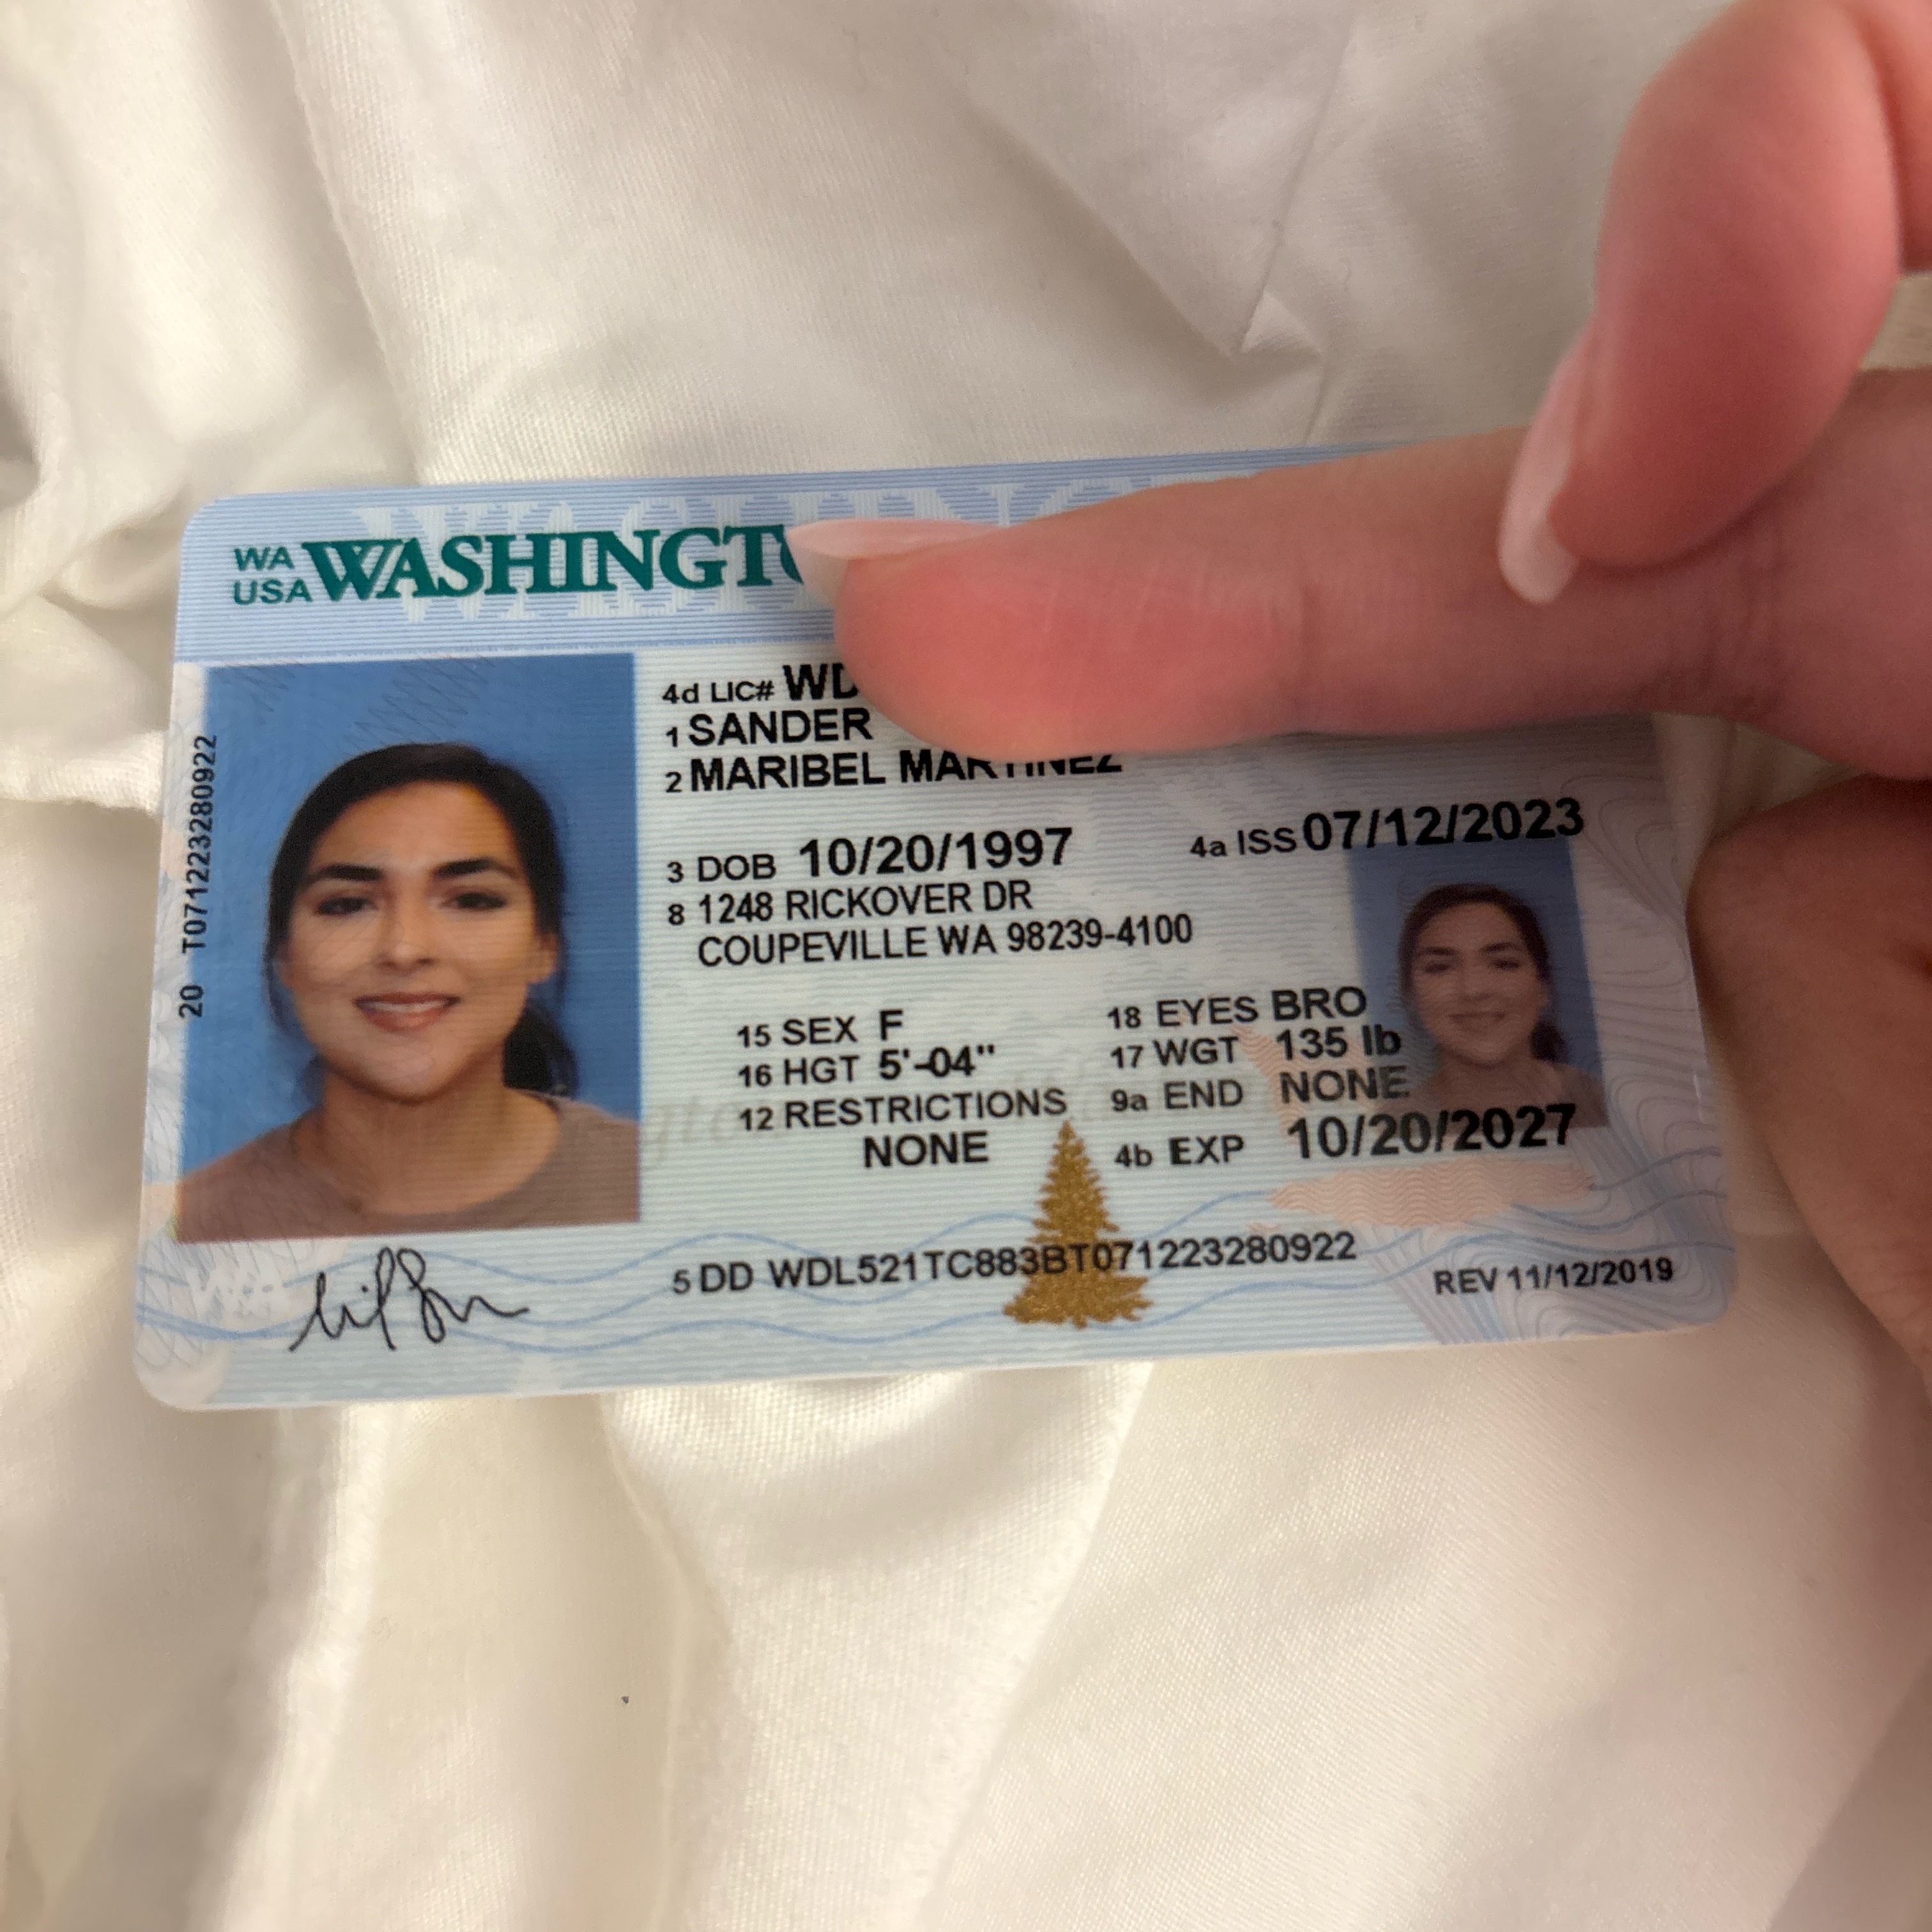 WA
USA
WASHINGT
4d LIC# WD
1 SANDER
2 MARIBEL MARTINEZ
3 DOB 10/20/1997 4a ISS 07/12/2023
8 1248 RICKOVER DR
COUPEVILLE WA 98239-4100
15 SEX F 18 EYES BRO
16 HGT 5'-04" 17 WGT 135 lb
12 RESTRICTIONS 9a END NONE
NONE 4b EXP 10/20/2027
5 DD WDL521TC883BT071223280922
REV 11/12/2019
20 T071223280922